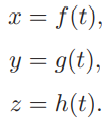 x = f(t),
y = g(t),
z = h(t).